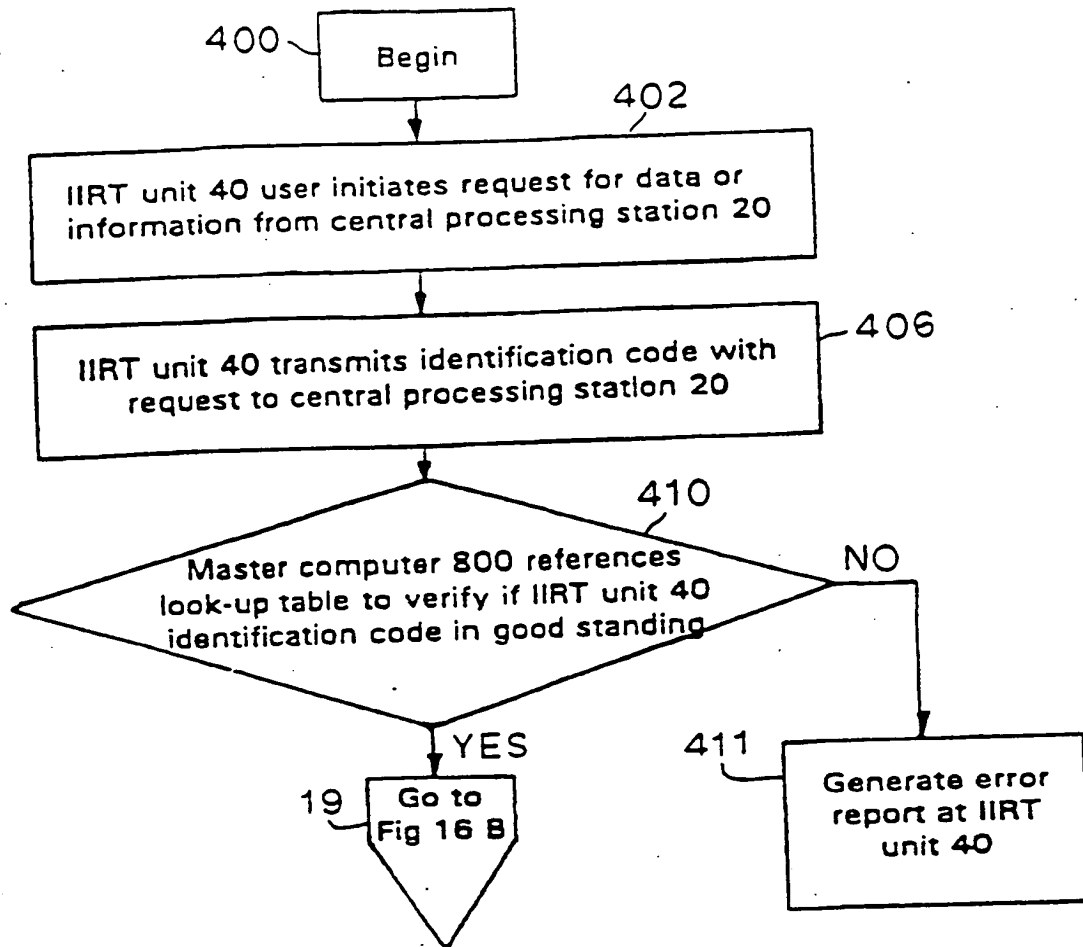 400
Begin
402
IIRT unit 40 user initiates request for data or
information from central processing station 20
406
IIRT unit 40 transmits identification code with
request to central processing station 20
410
Master computer 800 references
look-up table to verify if IIRT unit 40
identification code in good standing
NO
YES
411
19
Go to
Fig 16 B
Generate error
report at IIRT
unit 40